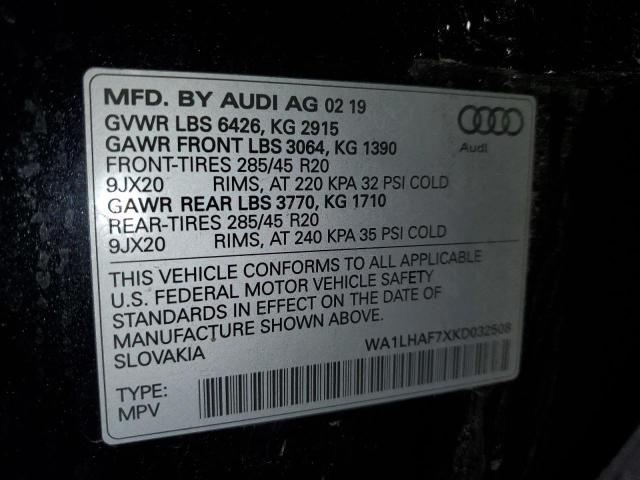 MFD. BY AUDI AG 02 19
GVWR LBS 6426, KG 2915
GAWR FRONT LBS 3064, KG 1390
FRONT-TIRES 285/45 R20
9JX20 RIMS, AT 220 KPA 32 PSI COLD
GAWR REAR LBS 3770, KG 1710
REAR-TIRES 285/45 R20
9JX20 RIMS, AT 240 KPA 35 PSI COLD
Audi
THIS VEHICLE CONFORMS TO ALL APPLICABLE
U.S. FEDERAL MOTOR VEHICLE SAFETY
STANDARDS IN EFFECT ON THE DATE OF
MANUFACTURE SHOWN ABOVE.
SLOVAKIA
WA1LHAF7XKD032508
TYPE:
MPV